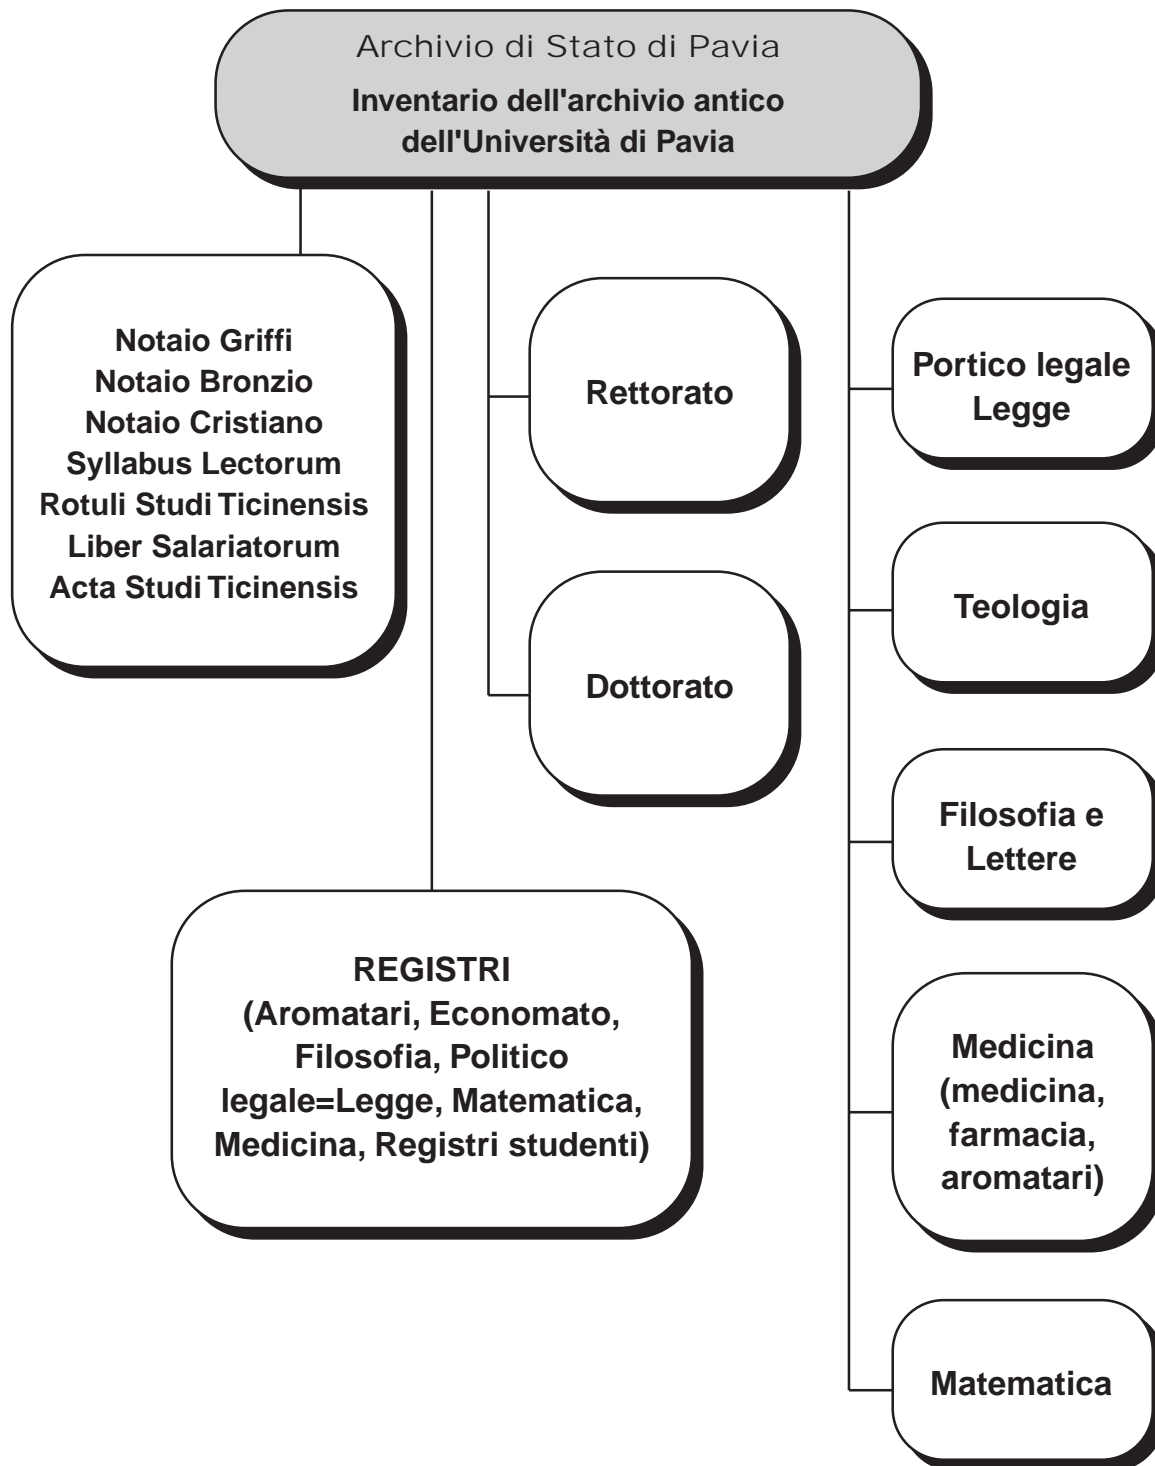 Archivio di Stato di Pavia
Inventario dell'archivio antico
dell'Università di Pavia
Notaio Griffi
Notaio Bronzio
Notaio Cristiano
Syllabus Lectorum
Rotuli Studi Ticinensis
Liber Salariatorum
Acta Studi Ticinensis
REGISTRI
(Aromatari, Economato,
Filosofia, Politico
legale=Legge, Matematica,
Medicina, Registri studenti)
Rettorato
Dottorato
Portico legale
Legge
Teologia
Filosofia e
Lettere
Medicina
(medicina,
farmacia,
aromatari)
Matematica